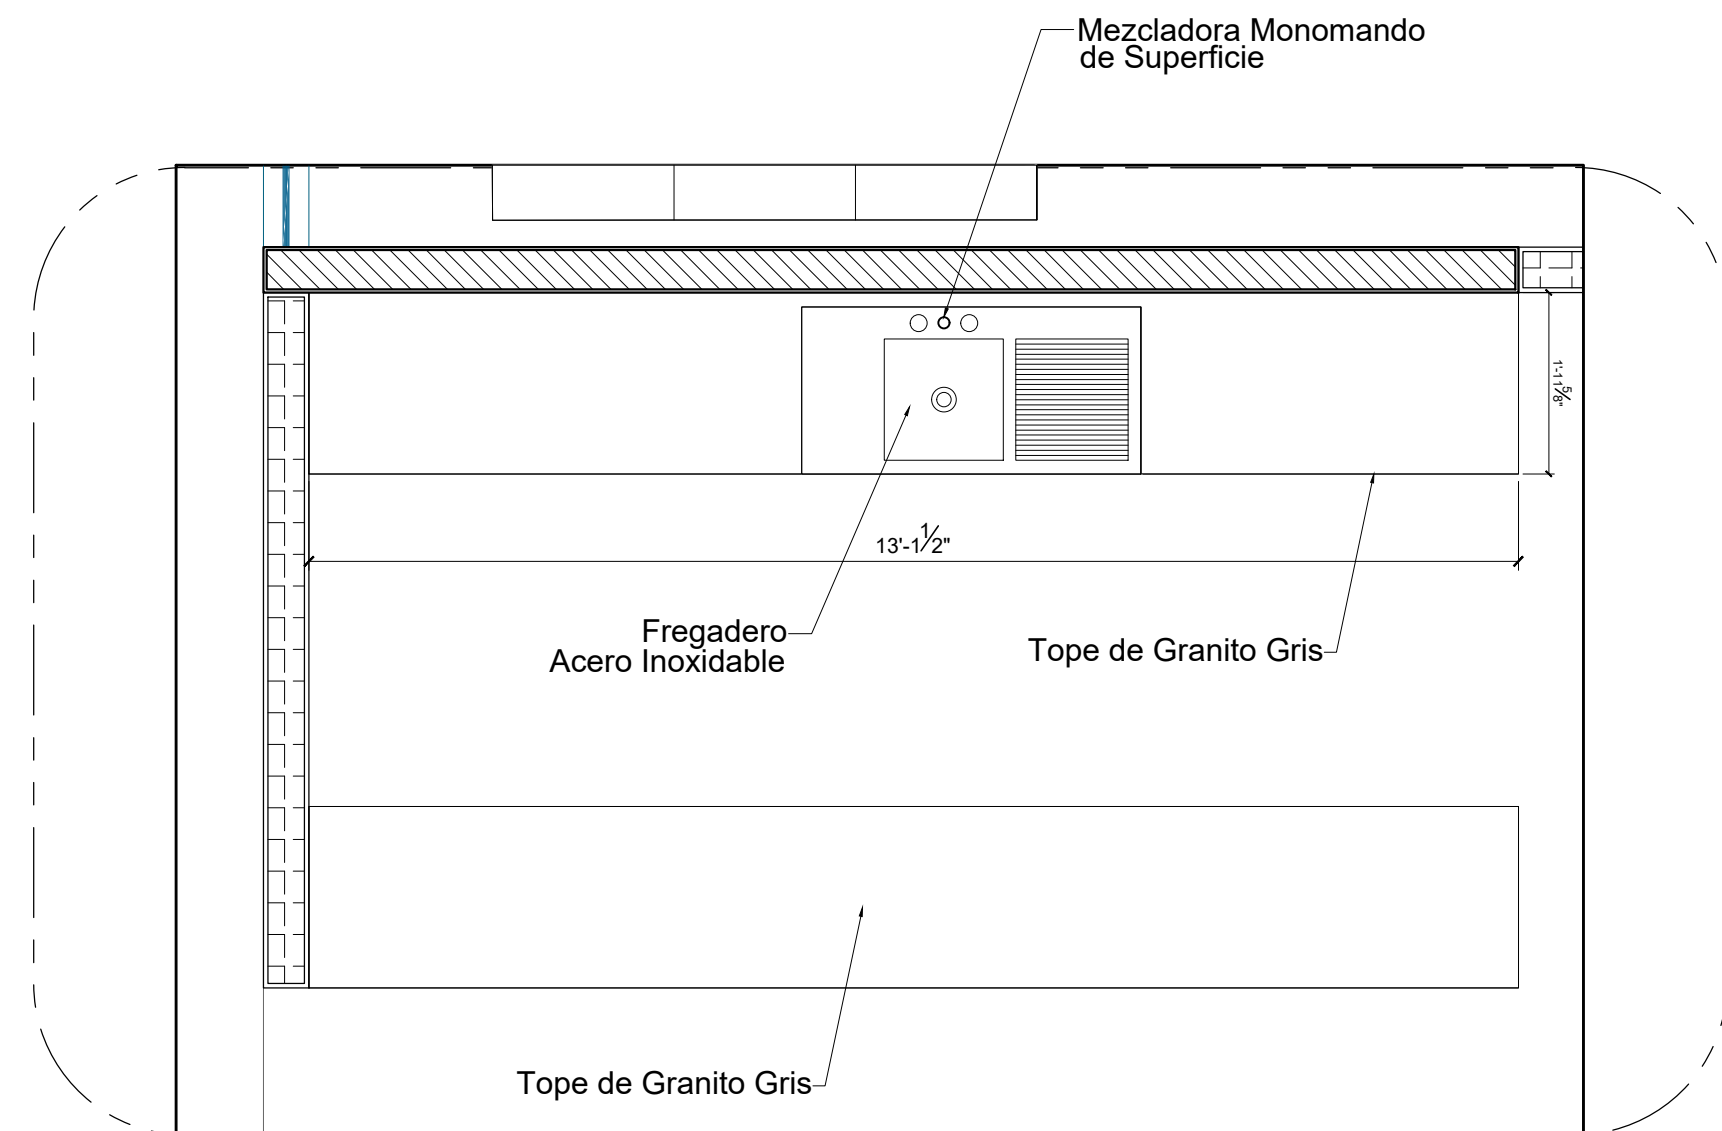 Mezcladora Monomando
de Superficie
1'-11⅝"
13'-1½"
Fregadero
Acero Inoxidable
Tope de Granito Gris
Tope de Granito Gris